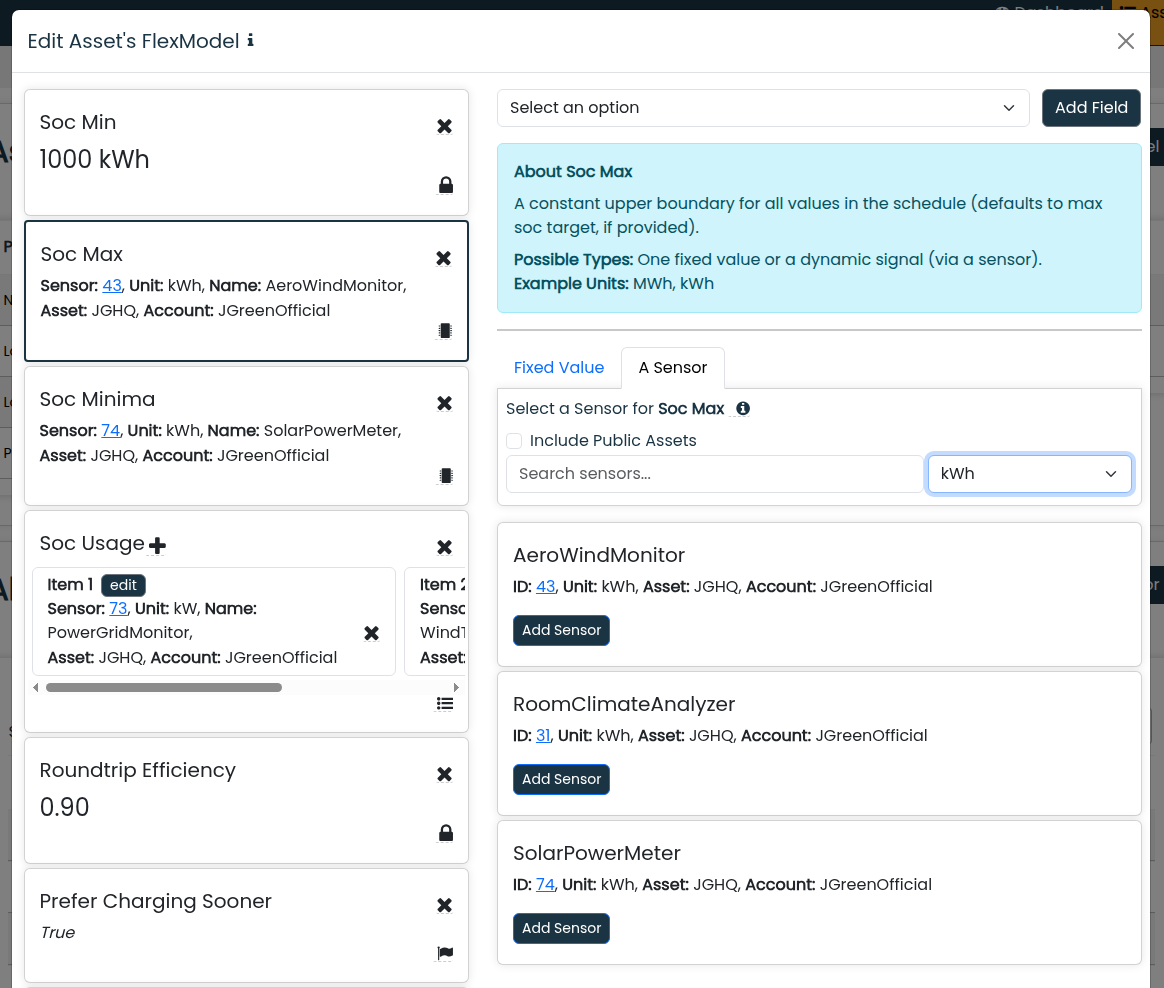 Edit Asset's FlexModel
Soc Min
1000 kWh
Soc Max
Sensor: 43, Unit: kWh, Name: AeroWindMonitor,
Asset: JGHQ, Account: JGreenOfficial
Soc Minima
Sensor: 74, Unit: kWh, Name: SolarPowerMeter,
Asset: JGHQ, Account: JGreenOfficial
Soc Usage
Item 1 edit
Sensor: 73, Unit: kW, Name:
PowerGridMonitor,
Asset: JGHQ, Account: JGreenOfficial
Item 2
Asset:
Roundtrip Efficiency
0.90
Prefer Charging Sooner
True
Select an option
Add Field
About Soc Max
A constant upper boundary for all values in the schedule (defaults to max
soc target, if provided).
Possible Types: One fixed value or a dynamic signal (via a sensor).
Example Units: MWh, kWh
Fixed Value
A Sensor
Select a Sensor for Soc Max
Include Public Assets
Search sensors...
kWh
AeroWindMonitor
ID: 43, Unit: kWh, Asset: JGHQ, Account: JGreenOfficial
Add Sensor
RoomClimateAnalyzer
ID: 31, Unit: kWh, Asset: JGHQ, Account: JGreenOfficial
Add Sensor
SolarPowerMeter
ID: 74, Unit: kWh, Asset: JGHQ, Account: JGreenOfficial
Add Sensor